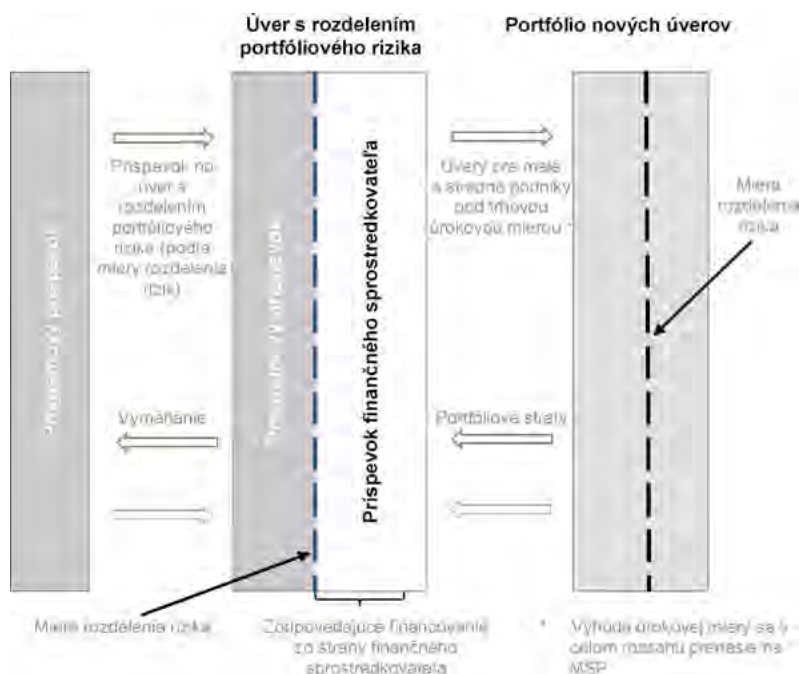 Úver s rozdelením
portfóliového rizika
Portfólio nových úverov
Príspevok na
úver s
rozdelením
portfóliového
rizika (podľa
miery rozdelenia
rizík)
Príspevok finančného sprostredkovateľa
Úvery pre malé
a stredné podniky
pod trhovou
úrokovou mierou *
Miera
rozdelenia
rizika
Vymáhanie
Portfóliové straty
Miera rozdelenia rizika
Zodpovedajúce financovanie
zo strany finančného
sprostredkovateľa
* Výhoda úrokovej miery sa v
celom rozsahu prenáša na
MSP